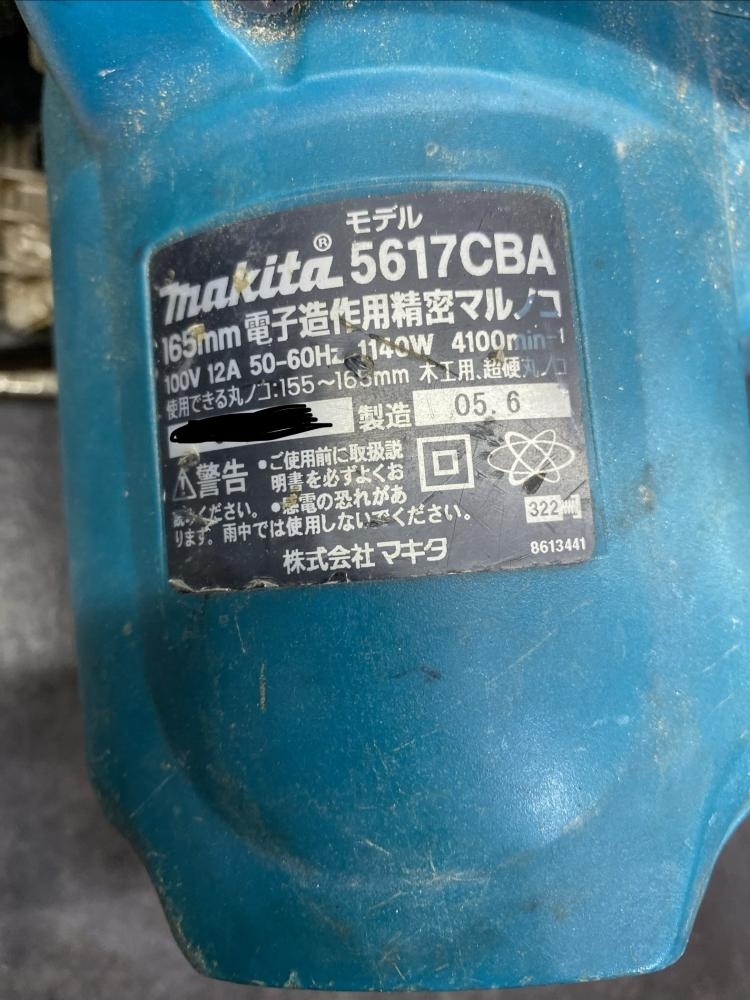 モデル
makita® 5617CBA
165mm 電子造作用精密マルノコ
100V 12A 50-60Hz 1140W 4100min⁻¹
使用できる丸ノコ:155～165mm 木工用、超硬丸ノコ
製造 05.6
⚠警告 •ご使用前に取扱説
明書を必ずよくお
読みください。•感電の恐れがあ
ります。雨中では使用しないでください。
322
株式会社 マキタ 8613441